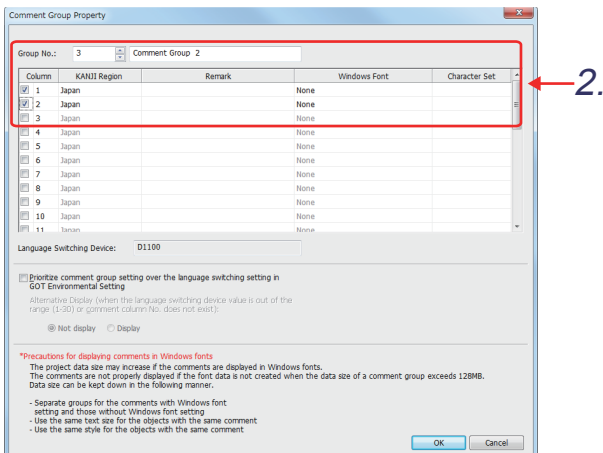 Comment Group Property
Group No.: 3 Comment Group 2
Column KANJI Region Remark Windows Font Character Set
1 Japan None
2 Japan None
3 Japan None
4 Japan None
5 Japan None
6 Japan None
7 Japan None
8 Japan None
9 Japan None
10 Japan None
11 Japan None
2.
Language Switching Device: D1100
Prioritize comment group setting over the language switching setting in
GOT Environmental Setting
Alternative Display (when the language switching device value is out of the
range (1-30) or comment column No. does not exist):
Not display Display
*Precautions for displaying comments in Windows fonts
The project data size may increase if the comments are displayed in Windows fonts.
The comments are not properly displayed if the font data is not created when the data size of a comment group exceeds 128MB.
Data size can be kept down in the following manner.
- Separate groups for the comments with Windows font
setting and those without Windows font setting
- Use the same text size for the objects with the same comment
- Use the same style for the objects with the same comment
OK Cancel